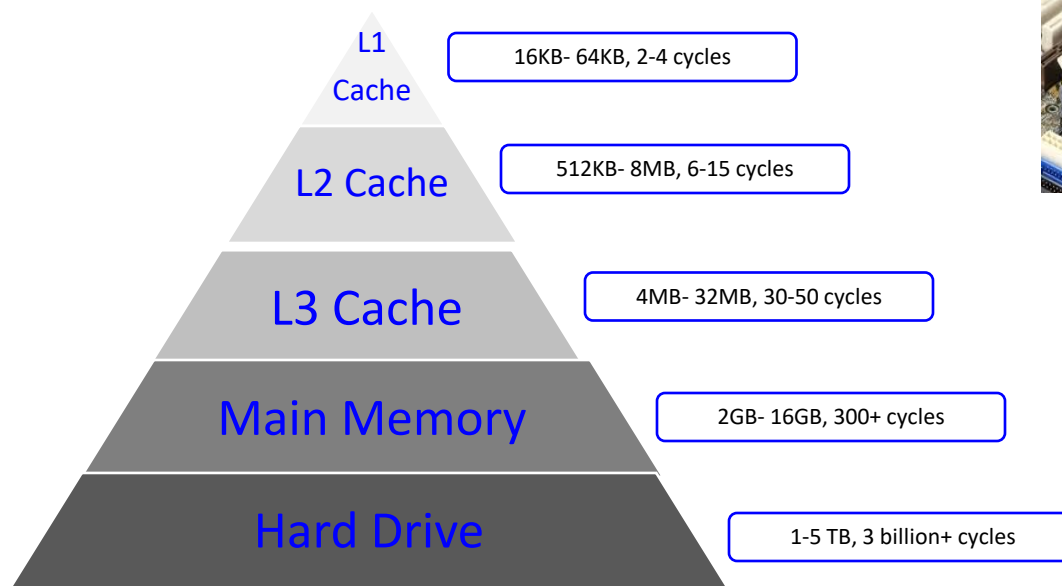 L1
Cache
16KB- 64KB, 2-4 cycles
L2 Cache
512KB- 8MB, 6-15 cycles
L3 Cache
4MB- 32MB, 30-50 cycles
Main Memory
2GB- 16GB, 300+ cycles
Hard Drive
1-5 TB, 3 billion+ cycles